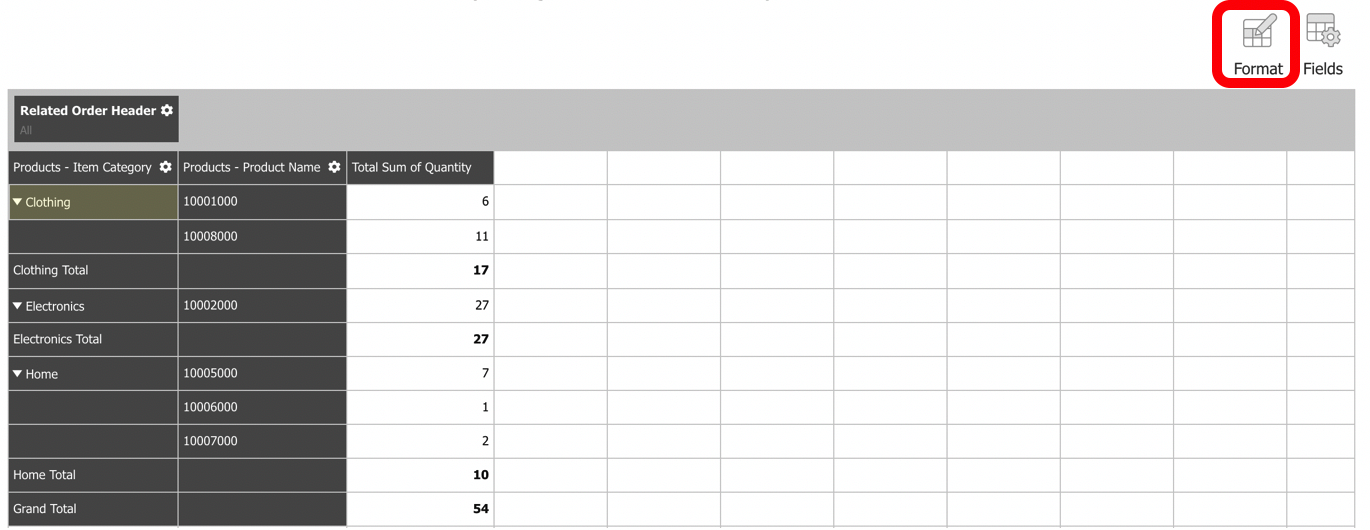 Format Fields
Related Order Header
All
Products - Item Category Products - Product Name Total Sum of Quantity
Clothing 10001000 6
10008000 11
Clothing Total 17
Electronics 10002000 27
Electronics Total 27
Home 10005000 7
10006000 1
10007000 2
Home Total 10
Grand Total 54